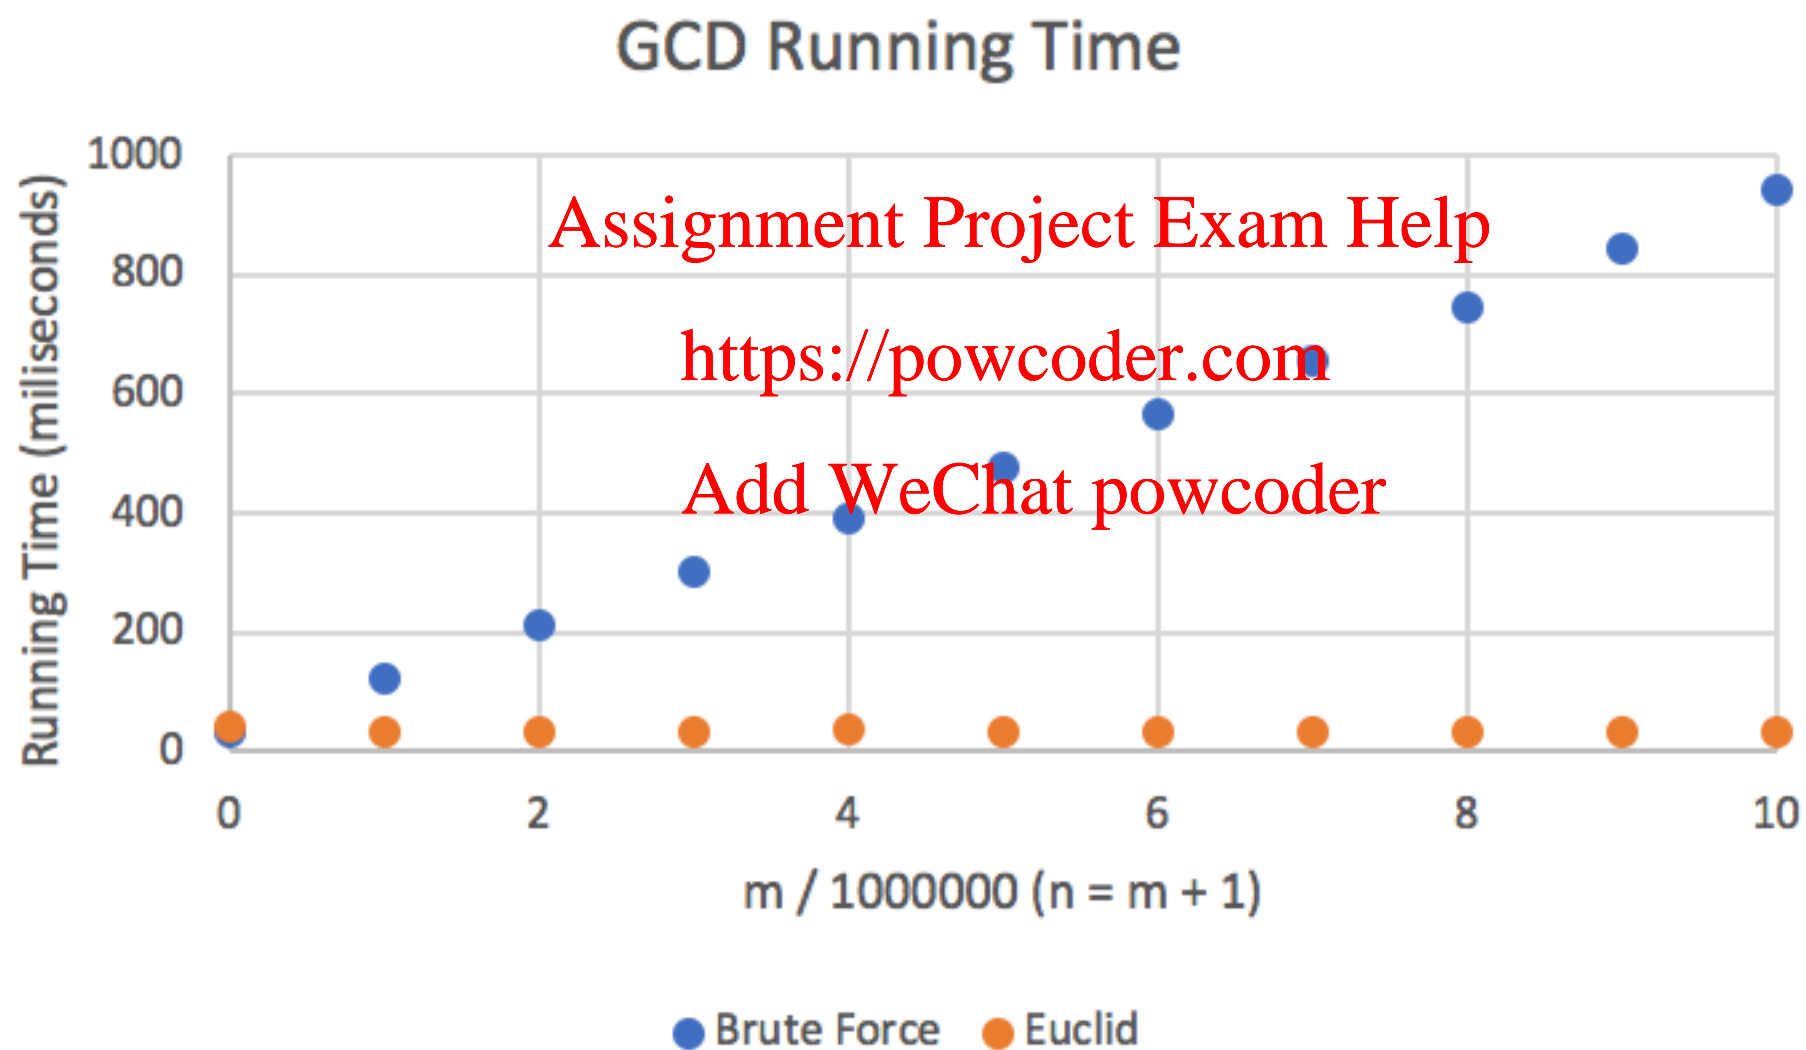 GCD Running Time
1000
800
600
400
200
0
Running Time (miliseconds)
Assignment Project Exam Help
https://powcoder.com
Add WeChat powcoder
0 2 4 6 8 10
m / 1000000 (n = m + 1)
Brute Force Euclid